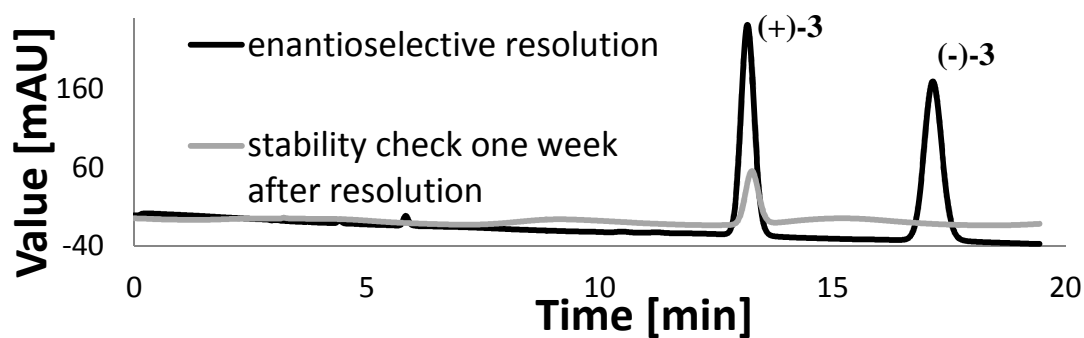 enantioselective resolution
(+)-3
(-)-3
stability check one week
after resolution
Value [mAU]
160
60
-40
0
5
10
15
20
Time [min]